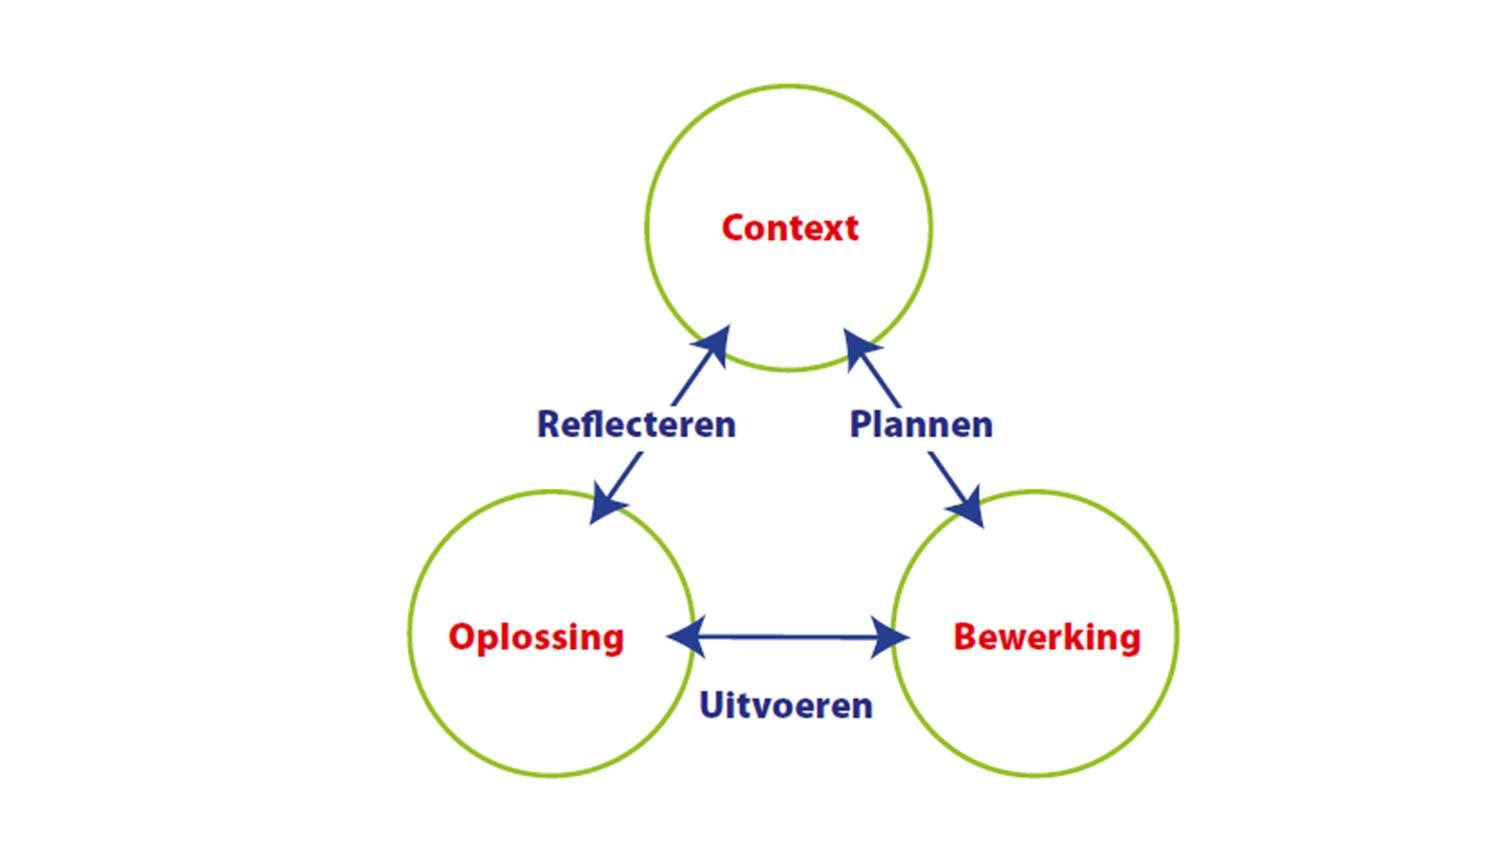 Context
Reflecteren
Plannen
Oplossing
Bewerking
Uitvoeren